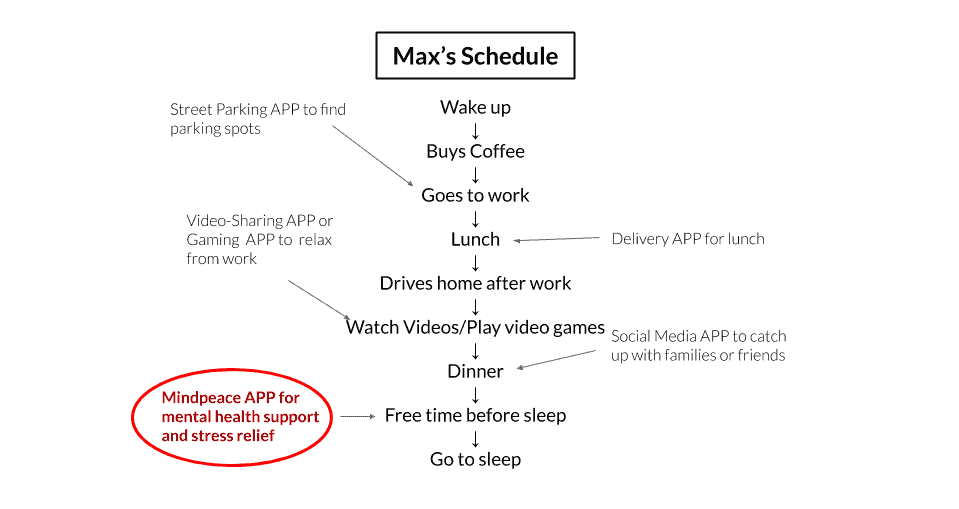 Max’s Schedule
Street Parking APP to find
parking spots
Wake up
Buys Coffee
Goes to work
Video-Sharing APP or
Gaming APP to relax
from work
Lunch
Delivery APP for lunch
Drives home after work
Watch Videos/Play video games
Social Media APP to catch
up with families or friends
Dinner
Mindpeace APP for
mental health support
and stress relief
Free time before sleep
Go to sleep